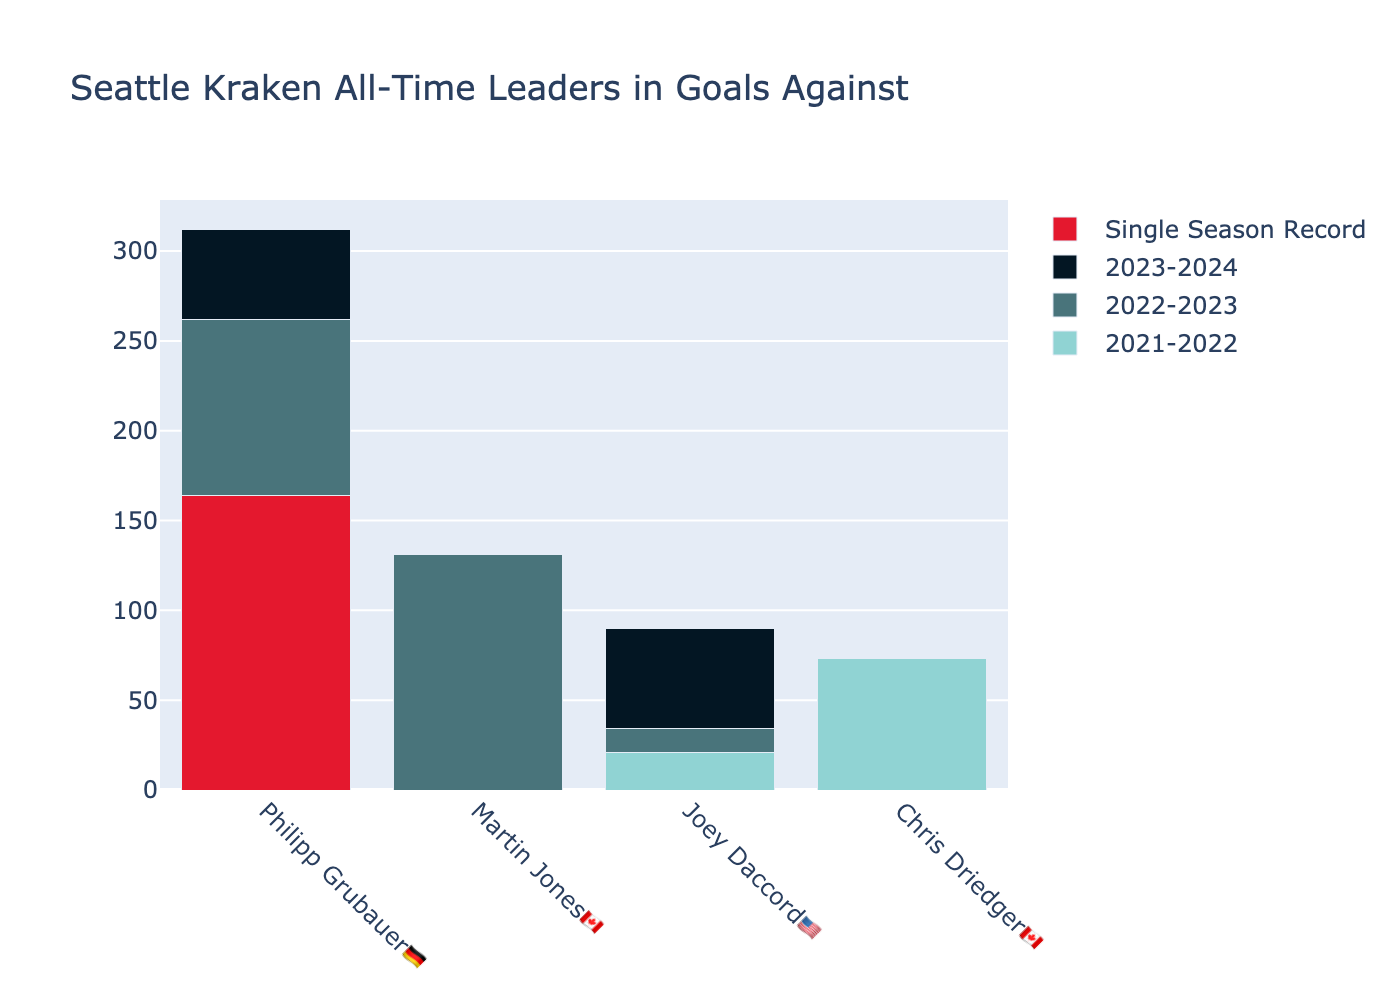 Seattle Kraken All-Time Leaders in Goals Against
Single Season Record
2023-2024
2022-2023
2021-2022
300
250
200
150
100
50
0
Philipp Grubauer🇩🇪
Martin Jones🇨🇦
Joey Daccord🇺🇸
Chris Driedger🇨🇦